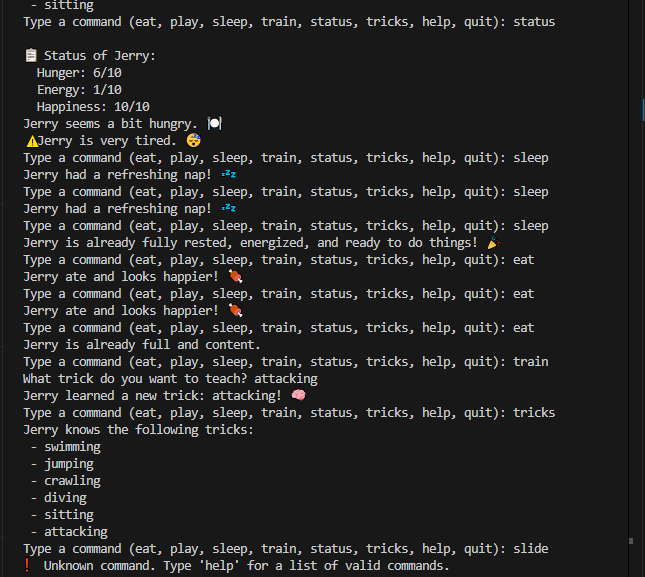 - sitting
Type a command (eat, play, sleep, train, status, tricks, help, quit): status
📋 Status of Jerry:
Hunger: 6/10
Energy: 1/10
Happiness: 10/10
Jerry seems a bit hungry. 🍽️
⚠️Jerry is very tired. 😴
Type a command (eat, play, sleep, train, status, tricks, help, quit): sleep
Jerry had a refreshing nap! 💤
Type a command (eat, play, sleep, train, status, tricks, help, quit): sleep
Jerry had a refreshing nap! 💤
Type a command (eat, play, sleep, train, status, tricks, help, quit): sleep
Jerry is already fully rested, energized, and ready to do things! 🎉
Type a command (eat, play, sleep, train, status, tricks, help, quit): eat
Jerry ate and looks happier! 🍖
Type a command (eat, play, sleep, train, status, tricks, help, quit): eat
Jerry ate and looks happier! 🍖
Type a command (eat, play, sleep, train, status, tricks, help, quit): eat
Jerry is already full and content.
Type a command (eat, play, sleep, train, status, tricks, help, quit): train
What trick do you want to teach? attacking
Jerry learned a new trick: attacking! 🧠
Type a command (eat, play, sleep, train, status, tricks, help, quit): tricks
Jerry knows the following tricks:
- swimming
- jumping
- crawling
- diving
- sitting
- attacking
Type a command (eat, play, sleep, train, status, tricks, help, quit): slide
❗ Unknown command. Type 'help' for a list of valid commands.